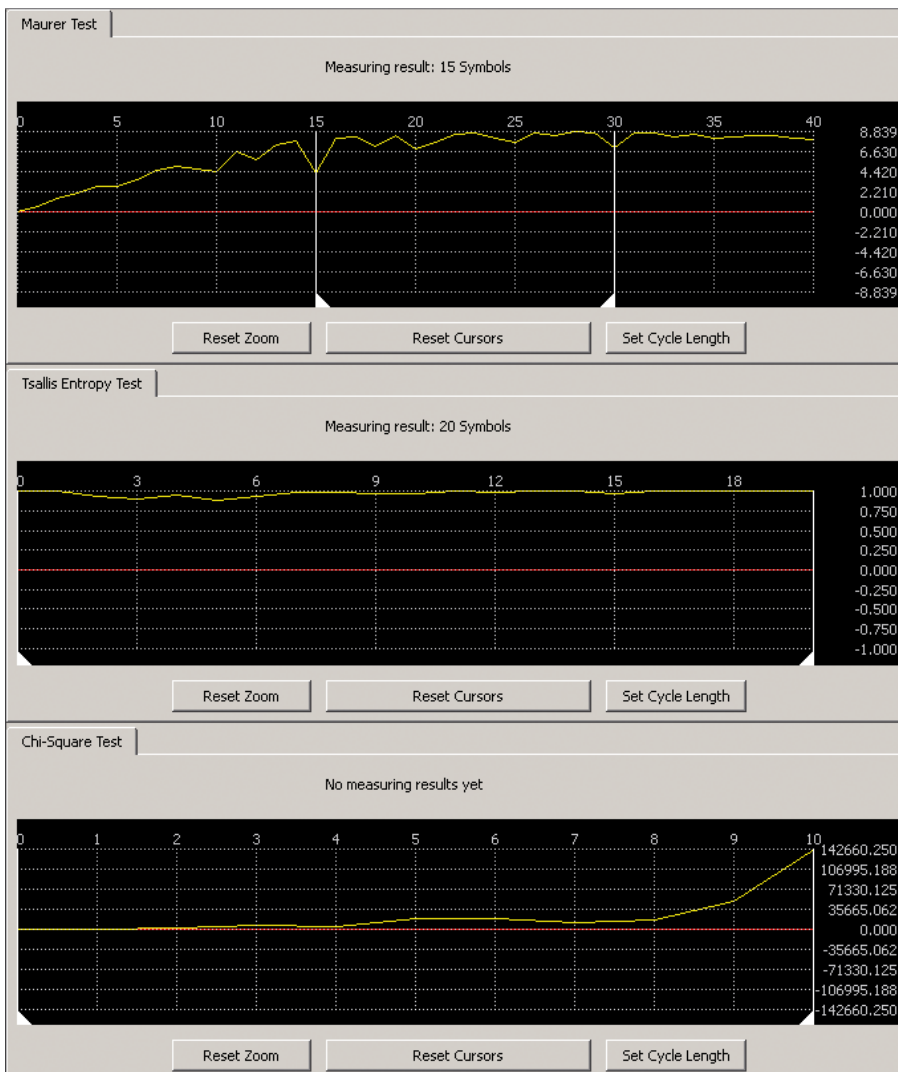 Maurer Test
Measuring result: 15 Symbols
0 5 10 15 20 25 30 35 40
8.839
6.630
4.420
2.210
0.000
-2.210
-4.420
-6.630
-8.839
Reset Zoom Reset Cursors Set Cycle Length
Tsallis Entropy Test
Measuring result: 20 Symbols
0 3 6 9 12 15 18
1.000
0.750
0.500
0.250
0.000
-0.250
-0.500
-0.750
-1.000
Reset Zoom Reset Cursors Set Cycle Length
Chi-Square Test
No measuring results yet
0 1 2 3 4 5 6 7 8 9 10
142660.250
106995.188
71330.125
35665.062
0.000
-35665.062
-71330.125
-106995.188
-142660.250
Reset Zoom Reset Cursors Set Cycle Length